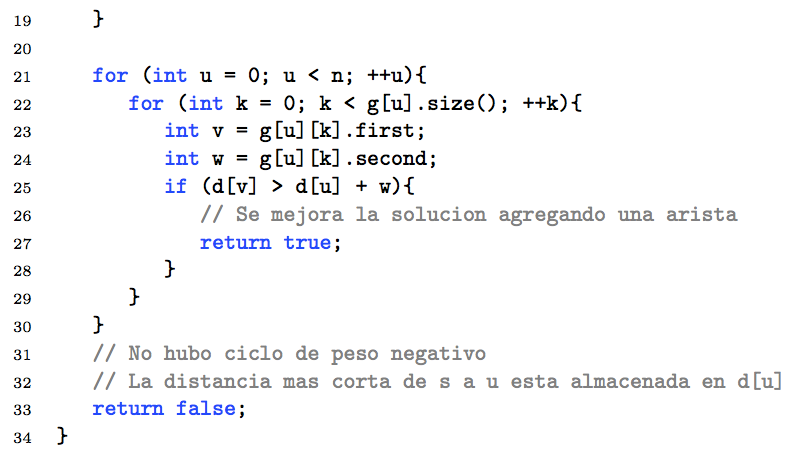 19 }
20
21 for (int u = 0; u < n; ++u){
22 for (int k = 0; k < g[u].size(); ++k){
23 int v = g[u][k].first;
24 int w = g[u][k].second;
25 if (d[v] > d[u] + w){
26 // Se mejora la solucion agregando una arista
27 return true;
28 }
29 }
30 }
31 // No hubo ciclo de peso negativo
32 // La distancia mas corta de s a u esta almacenada en d[u]
33 return false;
34 }